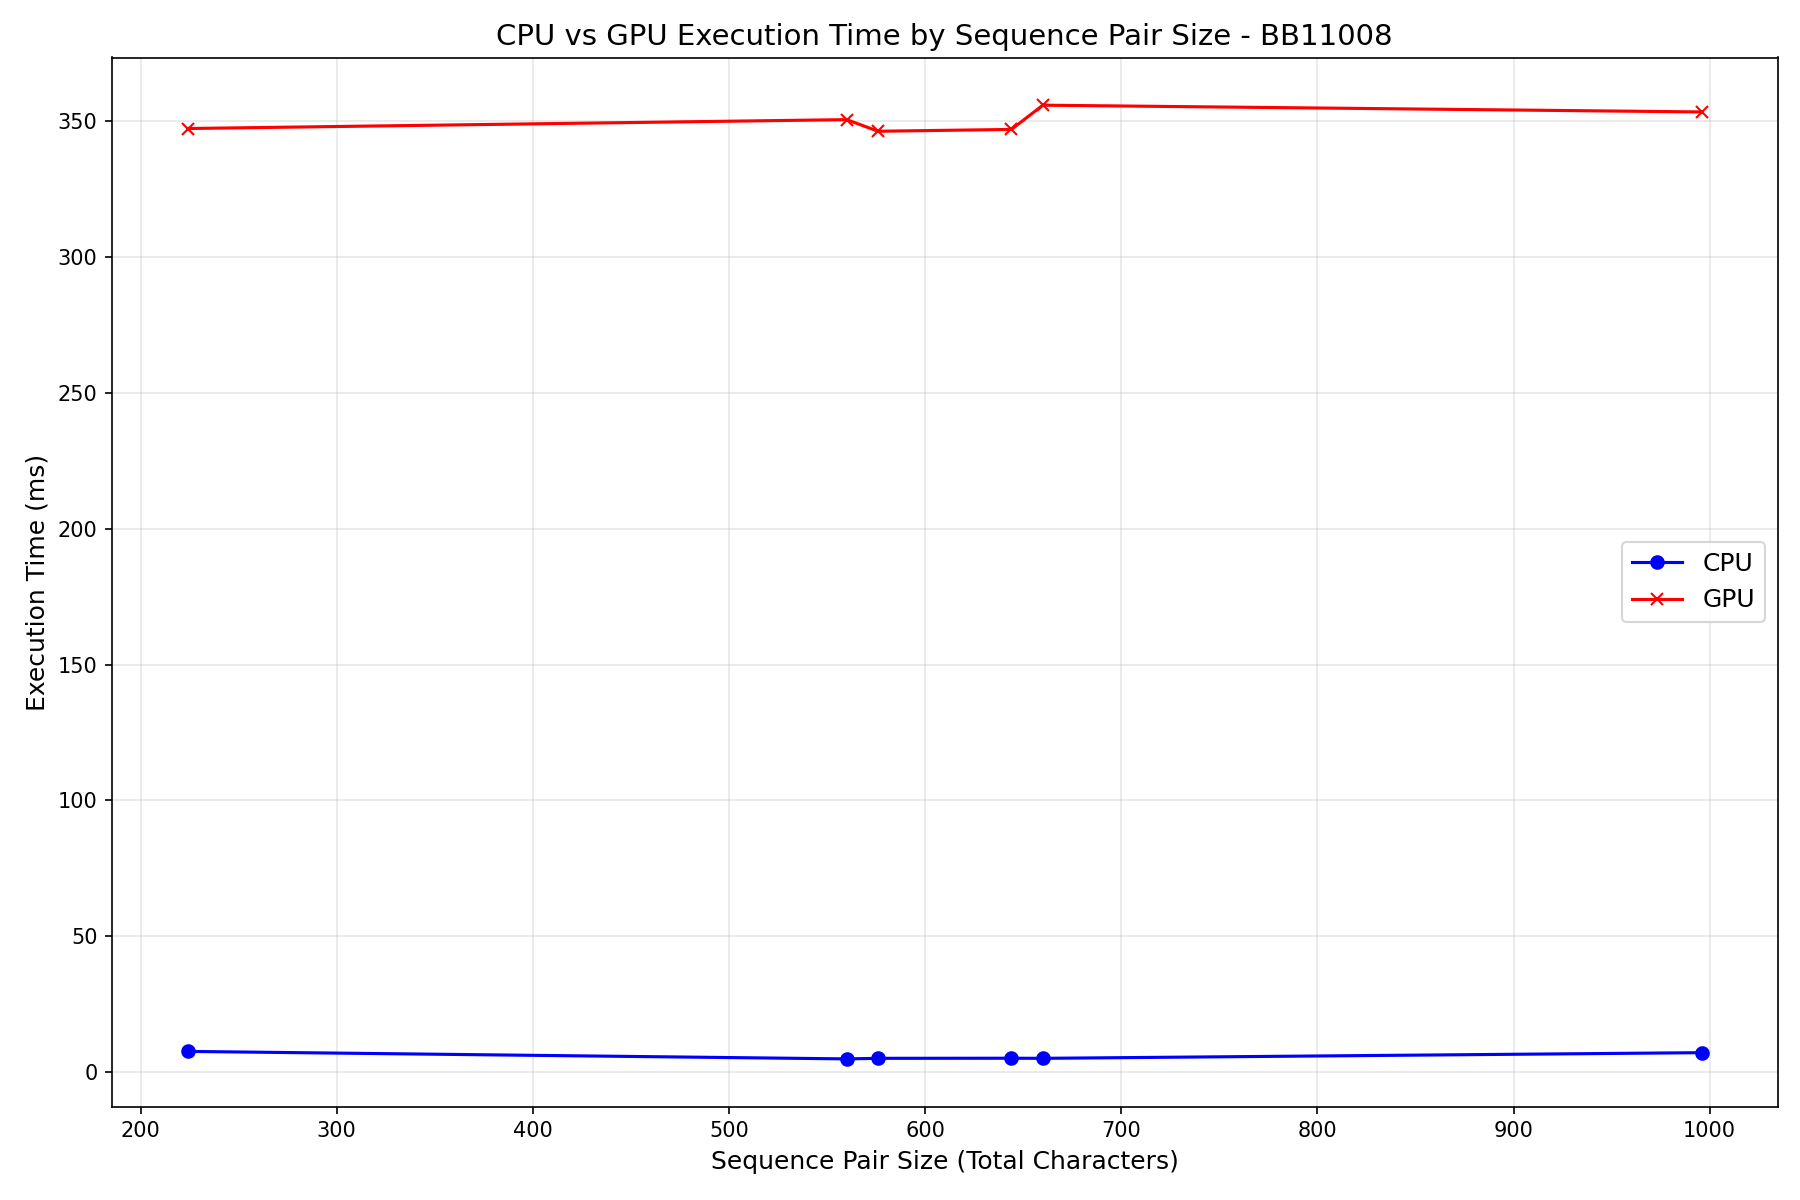 CPU vs GPU Execution Time by Sequence Pair Size - BB11008
350
300
250
200
150
100
50
0
Execution Time (ms)
CPU
GPU
200 300 400 500 600 700 800 900 1000
Sequence Pair Size (Total Characters)